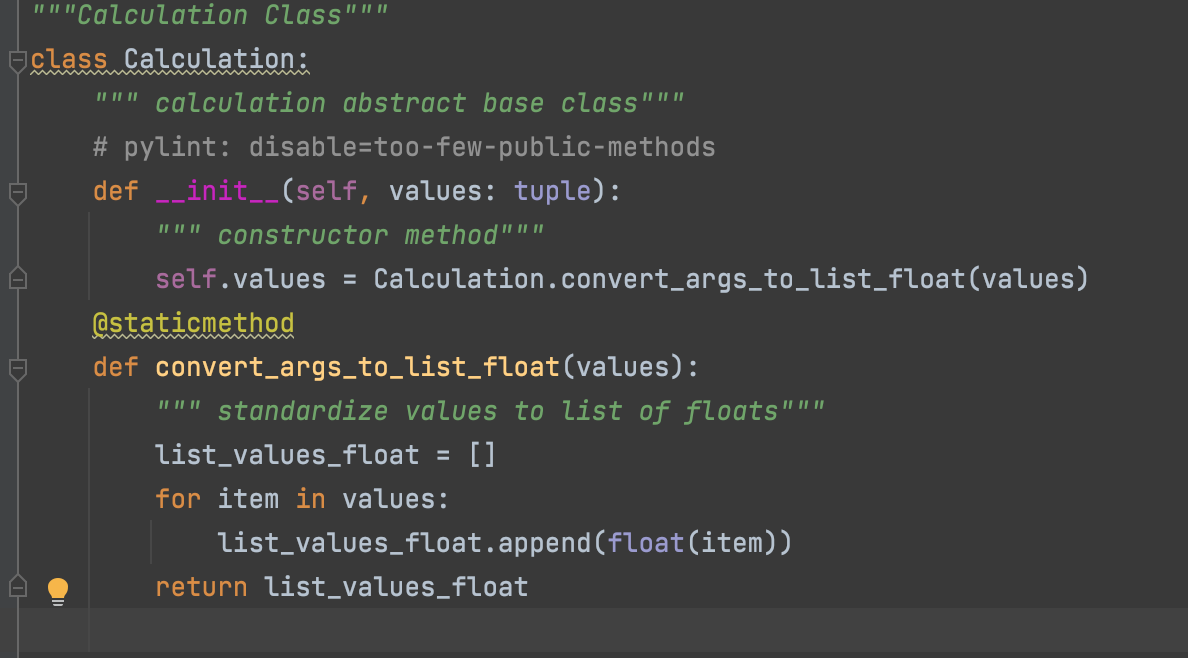 """Calculation Class"""
class Calculation:
    """ calculation abstract base class"""
    # pylint: disable=too-few-public-methods
    def __init__(self, values: tuple):
        """ constructor method"""
        self.values = Calculation.convert_args_to_list_float(values)
    @staticmethod
    def convert_args_to_list_float(values):
        """ standardize values to list of floats"""
        list_values_float = []
        for item in values:
            list_values_float.append(float(item))
        return list_values_float